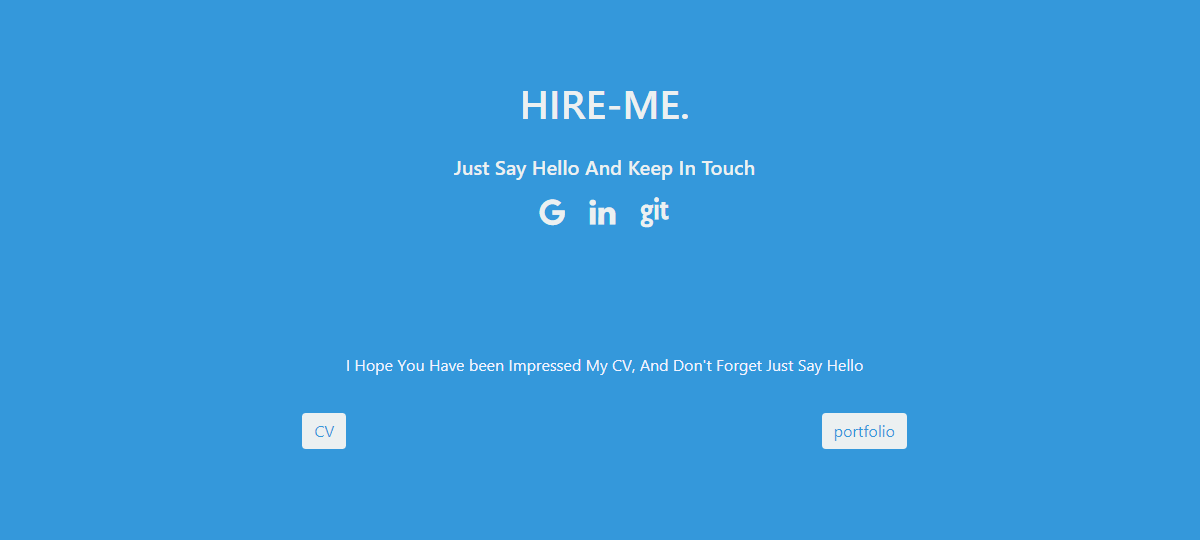 HIRE-ME.
Just Say Hello And Keep In Touch
G in git
I Hope You Have been Impressed My CV, And Don't Forget Just Say Hello
CV portfolio